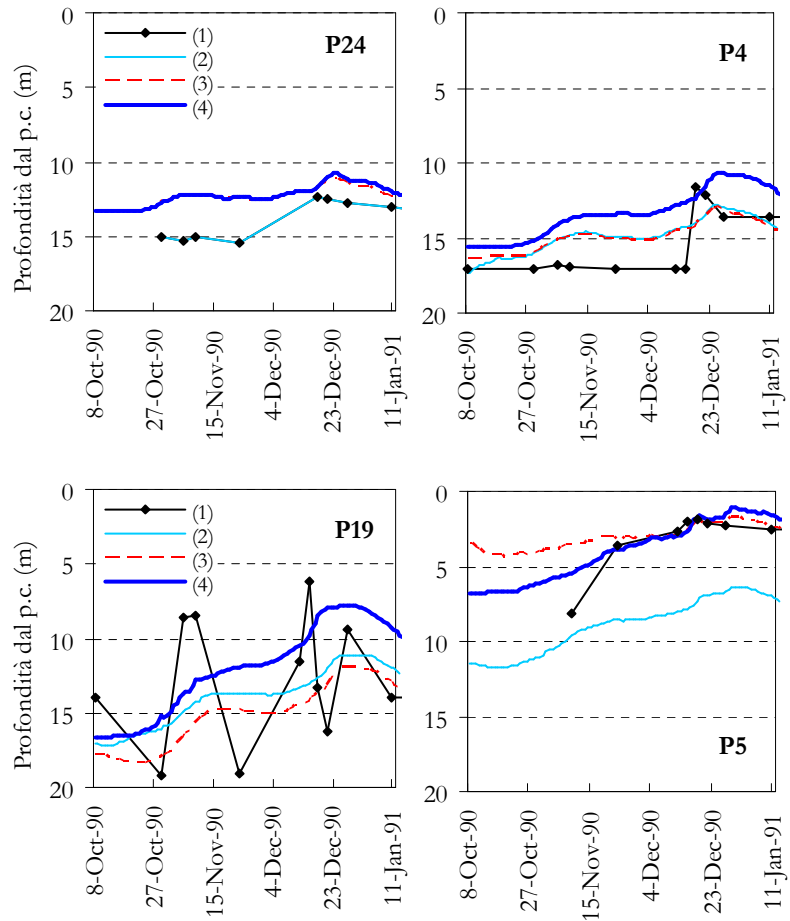 Profondità dal p.c. (m)
0
5
10
15
20
(1)
(2)
(3)
(4)
P24
8-Oct-90
27-Oct-90
15-Nov-90
4-Dec-90
23-Dec-90
11-Jan-91
0
5
10
15
20
P4
8-Oct-90
27-Oct-90
15-Nov-90
4-Dec-90
23-Dec-90
11-Jan-91
Profondità dal p.c. (m)
0
5
10
15
20
(1)
(2)
(3)
(4)
P19
8-Oct-90
27-Oct-90
15-Nov-90
4-Dec-90
23-Dec-90
11-Jan-91
0
5
10
15
20
P5
8-Oct-90
27-Oct-90
15-Nov-90
4-Dec-90
23-Dec-90
11-Jan-91